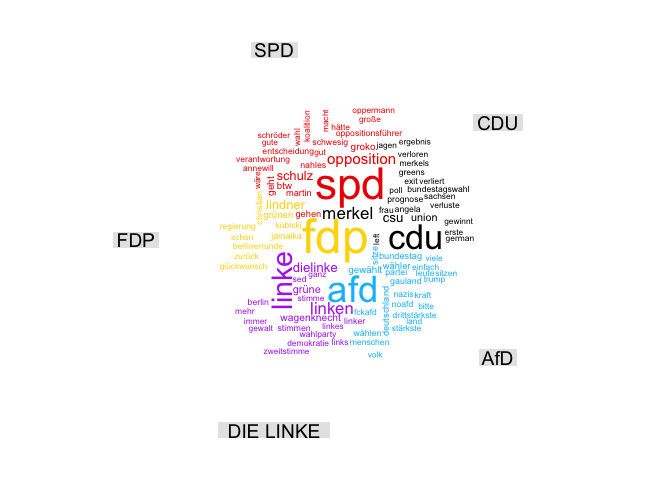 SPD
CDU
FDP
AfD
DIE LINKE
oppermann
große
macht
hätte
koalition
wahl
schröder
gute
oppositionsführer
schwesig
jagen
ergebnis
entscheidung
gut
groko
verloren
verantwortung
opposition
merkels
annewill
nahles
greens
wäre
geht
schulz
spd
exit
verliert
btw
martin
poll
bundestagswahl
prognose
sachsen
christian
lindner
frau
angela
verluste
grünen
gehen
merkel
csu
union
gewinnt
regierung
kubicki
fdp
left
cdu
erste
sehen
jamaika
german
berlinerrunde
zurück
glückwunsch
linke
dielinke
sitze
bundestag
viele
gewählt
wähler
einfach
sed
ganz
partei
leute
sitzen
grüne
afd
gauland
trump
stimme
deutschland
nazis
kraft
berlin
noafd
bitte
mehr
linken
fckafd
drittstärkste
immer
wagenknecht
linker
land
gewalt
stimmen
linkes
stärkste
wahlparty
wählen
demokratie
links
menschen
zweitstimme
volk